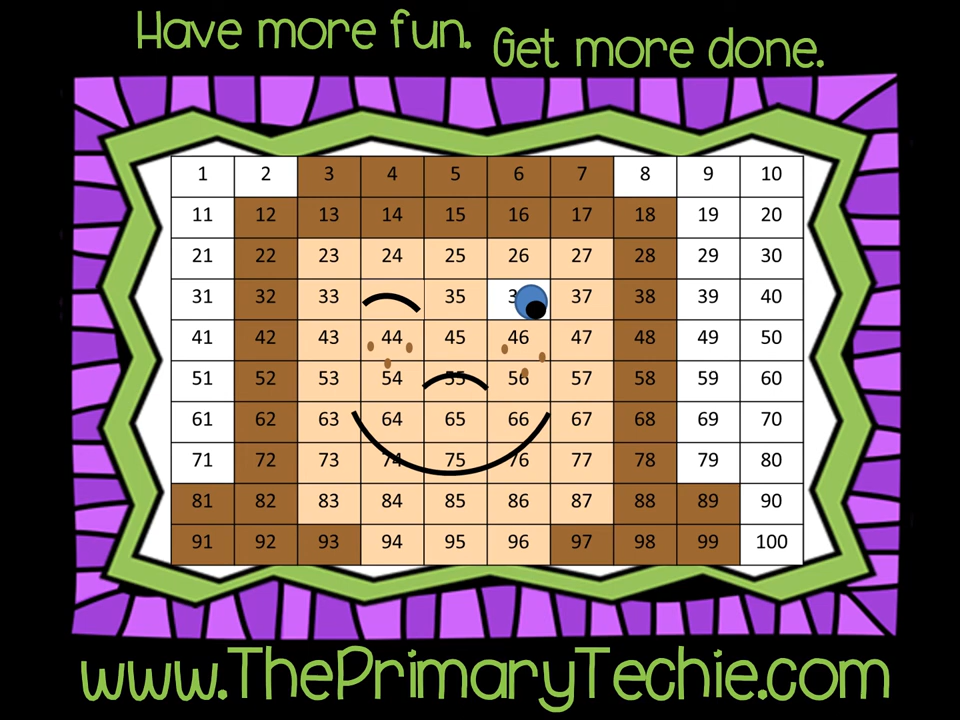 Have more fun. Get more done.
1 2 3 4 5 6 7 8 9 10
11 12 13 14 15 16 17 18 19 20
21 22 23 24 25 26 27 28 29 30
31 32 33 35 37 38 39 40
41 42 43 44 45 46 47 48 49 50
51 52 53 54 55 56 57 58 59 60
61 62 63 64 65 66 67 68 69 70
71 72 73 74 75 76 77 78 79 80
81 82 83 84 85 86 87 88 89 90
91 92 93 94 95 96 97 98 99 100
www.ThePrimaryTechie.com